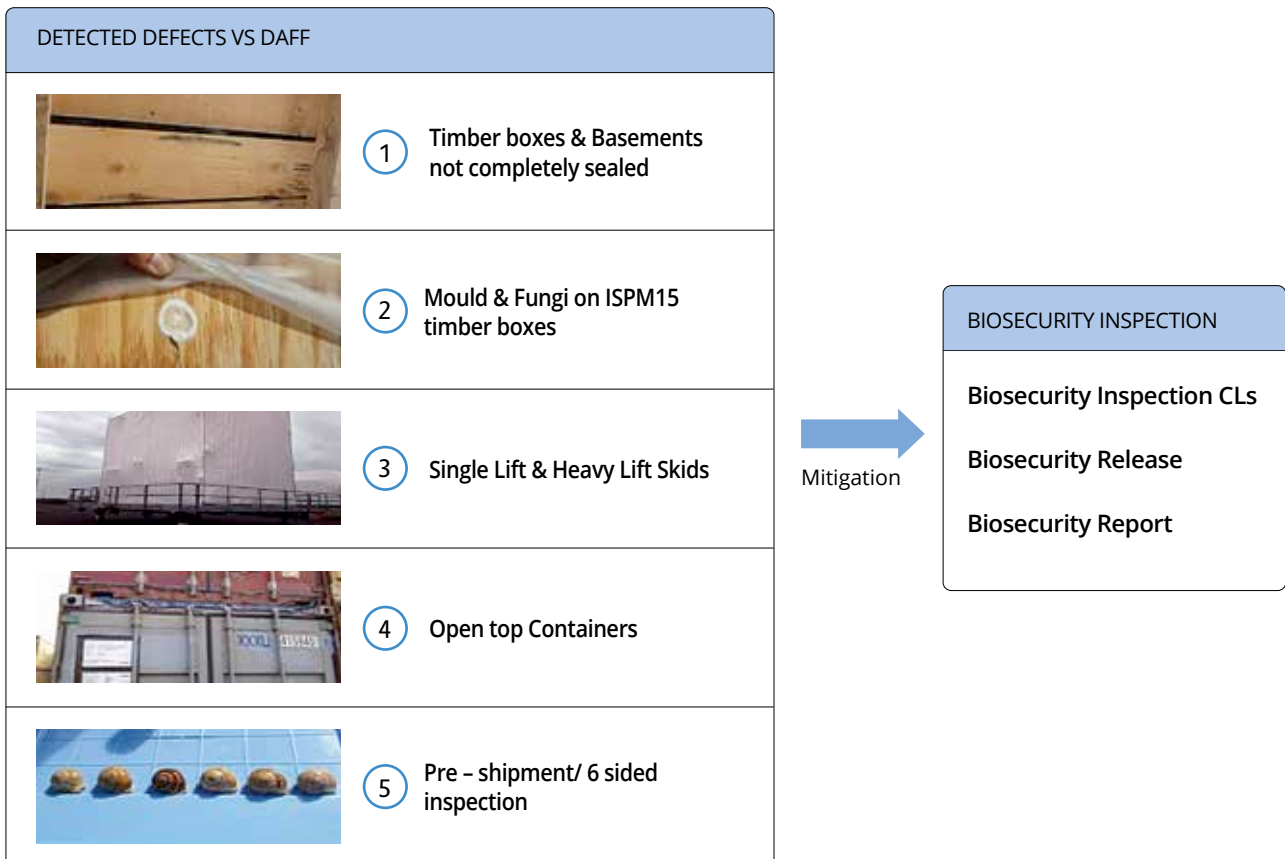 DETECTED DEFECTS VS DAFF
1
Timber boxes & Basements
not completely sealed
2
Mould & Fungi on ISPM15
timber boxes
3
Single Lift & Heavy Lift Skids
4
Open top Containers
5
Pre – shipment/ 6 sided
inspection
Mitigation
BIOSECURITY INSPECTION
Biosecurity Inspection CLs
Biosecurity Release
Biosecurity Report